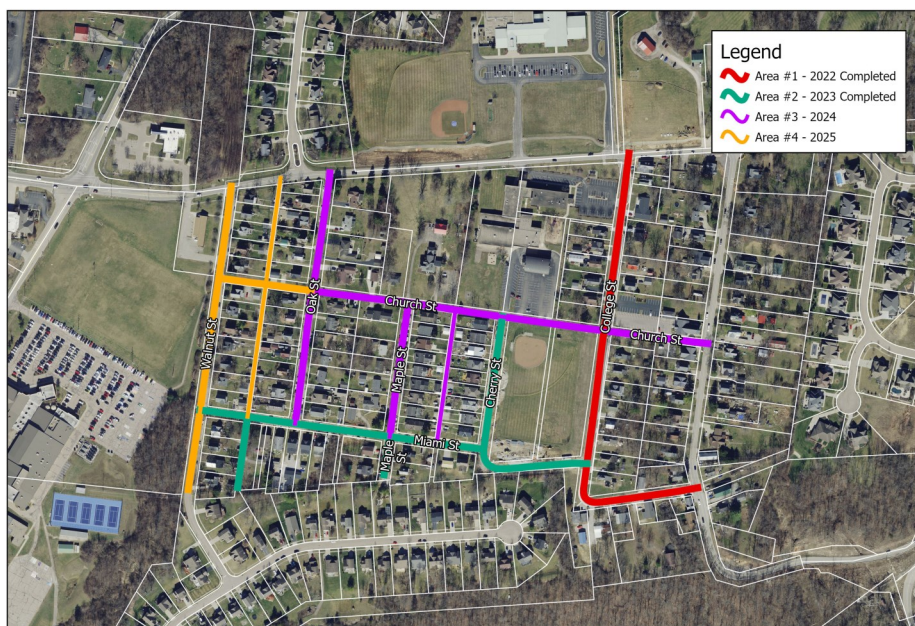 Legend
Area #1 - 2022 Completed
Area #2 - 2023 Completed
Area #3 - 2024
Area #4 - 2025
Oak St
Church St
College St
Church St
Walnut St
Maple St
Cherry St
Miami St
Maple
St